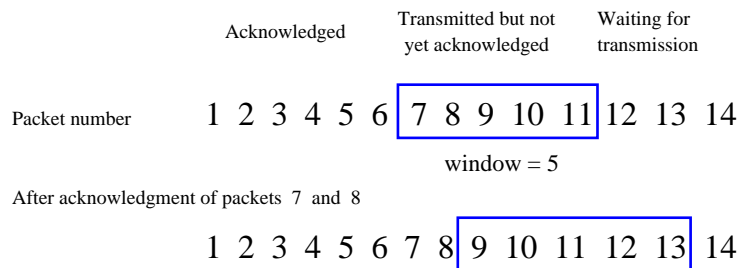 Acknowledged
Transmitted but not
yet acknowledged
Waiting for
transmission
Packet number
1 2 3 4 5 6 7 8 9 10 11 12 13 14
window = 5
After acknowledgment of packets 7 and 8
1 2 3 4 5 6 7 8 9 10 11 12 13 14